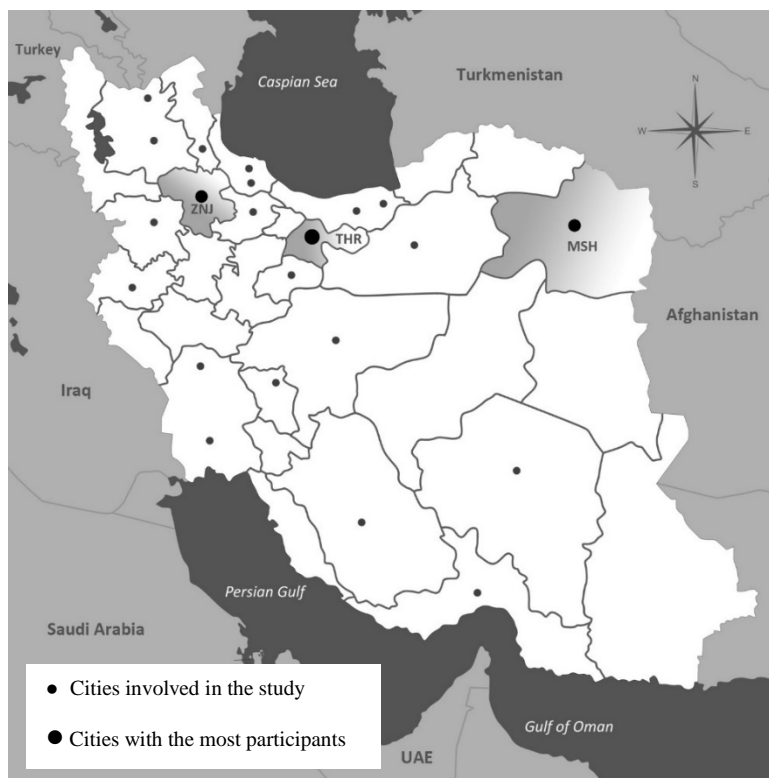 Turkey
Caspian Sea
Turkmenistan
N
W
E
S
ZNJ
THR
MSH
Afghanistan
Iraq
Persian Gulf
Saudi Arabia
Cities involved in the study
Cities with the most participants
Gulf of Oman
UAE